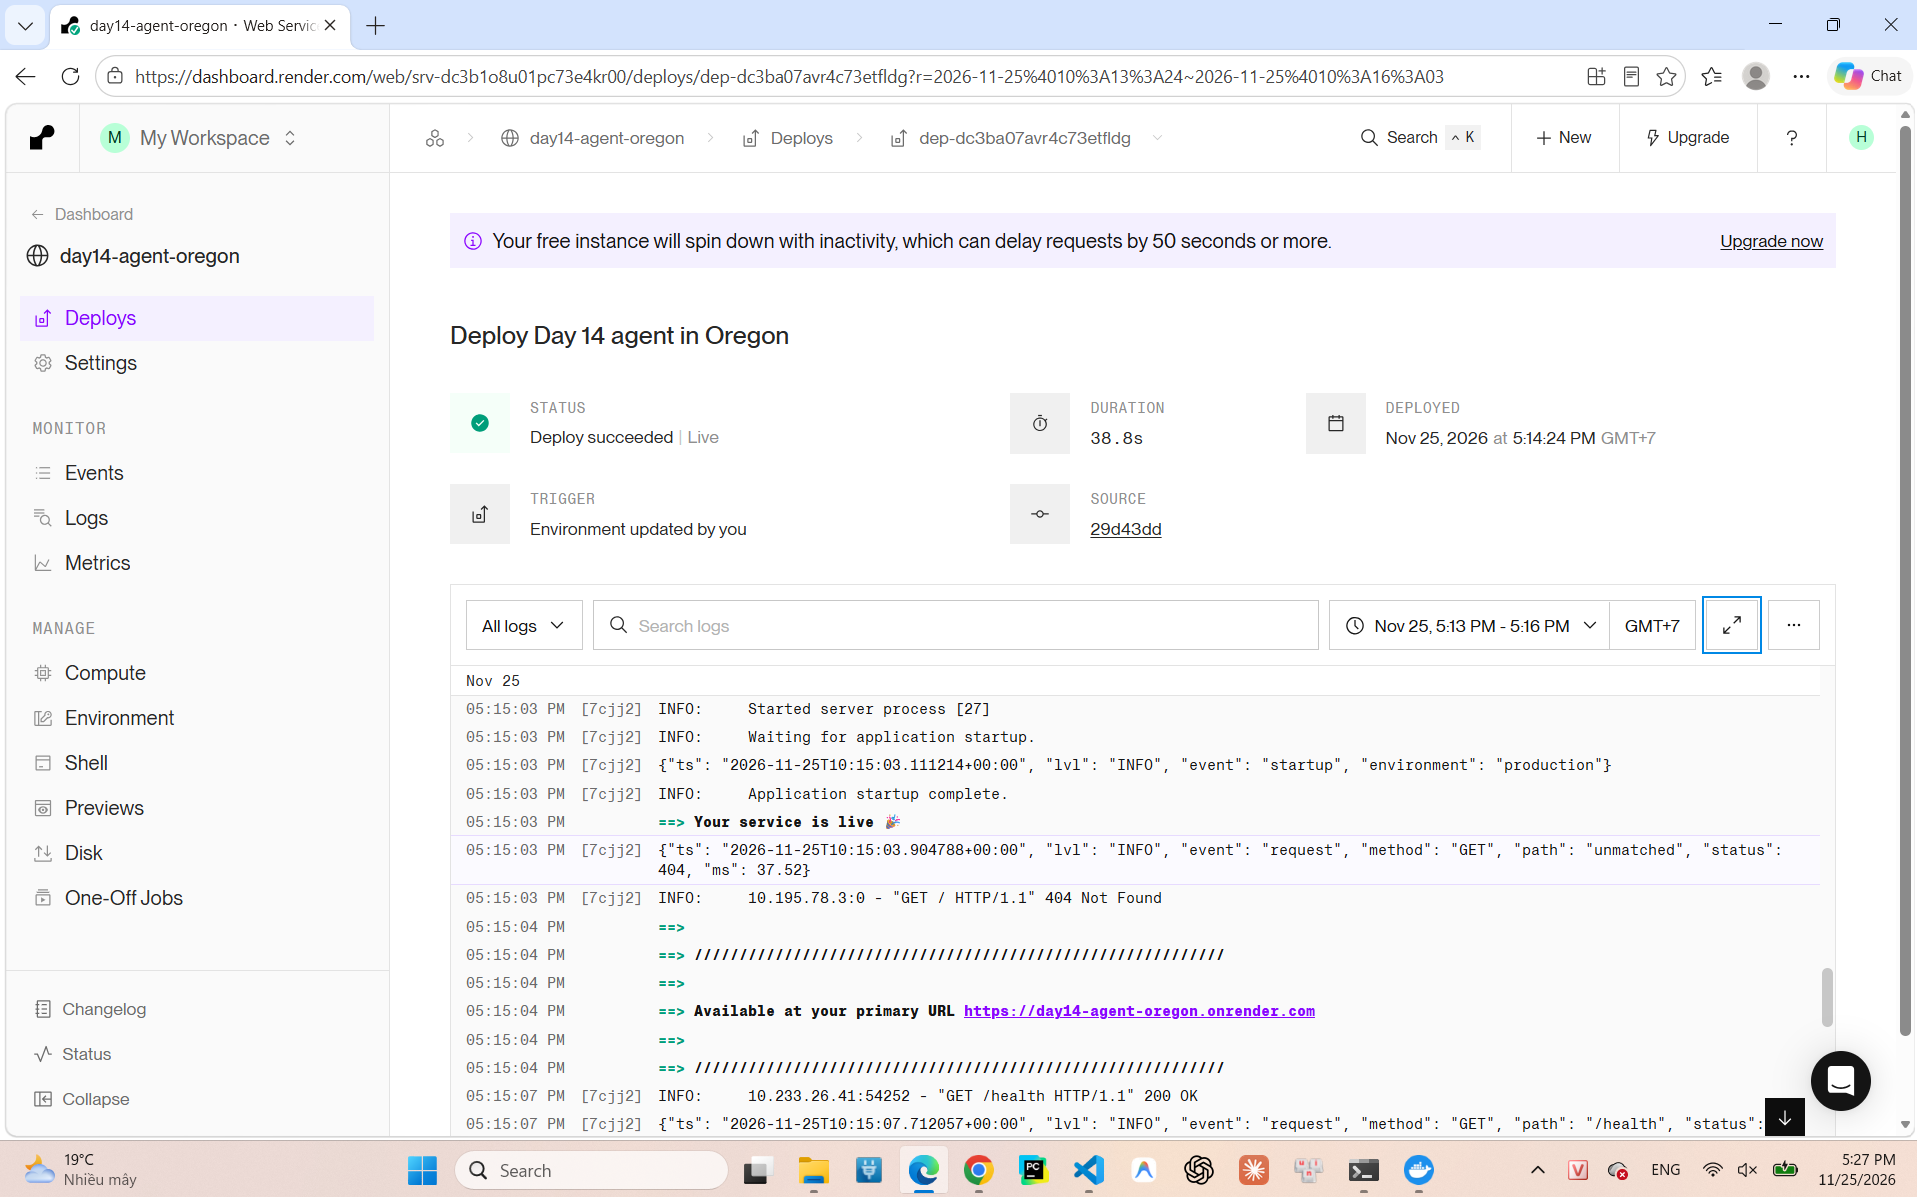 day14-agent-oregon · Web Servic
https://dashboard.render.com/web/srv-dc3b1o8u01pc73e4kr00/deploys/dep-dc3ba07avr4c73etfldg?r=2026-11-25%4010%3A13%3A24~2026-11-25%4010%3A16%3A03
Chat
M My Workspace
day14-agent-oregon
Deploys
dep-dc3ba07avr4c73etfldg
Search ^ K
+ New
Upgrade
?
H
← Dashboard
day14-agent-oregon
Deploys
Settings
MONITOR
Events
Logs
Metrics
MANAGE
Compute
Environment
Shell
Previews
Disk
One-Off Jobs
Changelog
Status
Collapse
Your free instance will spin down with inactivity, which can delay requests by 50 seconds or more.
Upgrade now
Deploy Day 14 agent in Oregon
STATUS
Deploy succeeded | Live
DURATION
38.8s
DEPLOYED
Nov 25, 2026 at 5:14:24 PM GMT+7
TRIGGER
Environment updated by you
SOURCE
29d43dd
All logs
Search logs
Nov 25, 5:13 PM - 5:16 PM
GMT+7
Nov 25
05:15:03 PM [7cjj2] INFO: Started server process [27]
05:15:03 PM [7cjj2] INFO: Waiting for application startup.
05:15:03 PM [7cjj2] {"ts": "2026-11-25T10:15:03.111214+00:00", "lvl": "INFO", "event": "startup", "environment": "production"}
05:15:03 PM [7cjj2] INFO: Application startup complete.
05:15:03 PM ==> Your service is live 🎉
05:15:03 PM [7cjj2] {"ts": "2026-11-25T10:15:03.904788+00:00", "lvl": "INFO", "event": "request", "method": "GET", "path": "unmatched", "status":
404, "ms": 37.52}
05:15:03 PM [7cjj2] INFO: 10.195.78.3:0 - "GET / HTTP/1.1" 404 Not Found
05:15:04 PM ==>
05:15:04 PM ==> ///////////////////////////////////////////////////////////
05:15:04 PM ==>
05:15:04 PM ==> Available at your primary URL https://day14-agent-oregon.onrender.com
05:15:04 PM ==>
05:15:04 PM ==> ///////////////////////////////////////////////////////////
05:15:07 PM [7cjj2] INFO: 10.233.26.41:54252 - "GET /health HTTP/1.1" 200 OK
05:15:07 PM [7cjj2] {"ts": "2026-11-25T10:15:07.712057+00:00", "lvl": "INFO", "event": "request", "method": "GET", "path": "/health", "status":
19°C
Nhiều mây
Search
PC
V
ENG
5:27 PM
11/25/2026